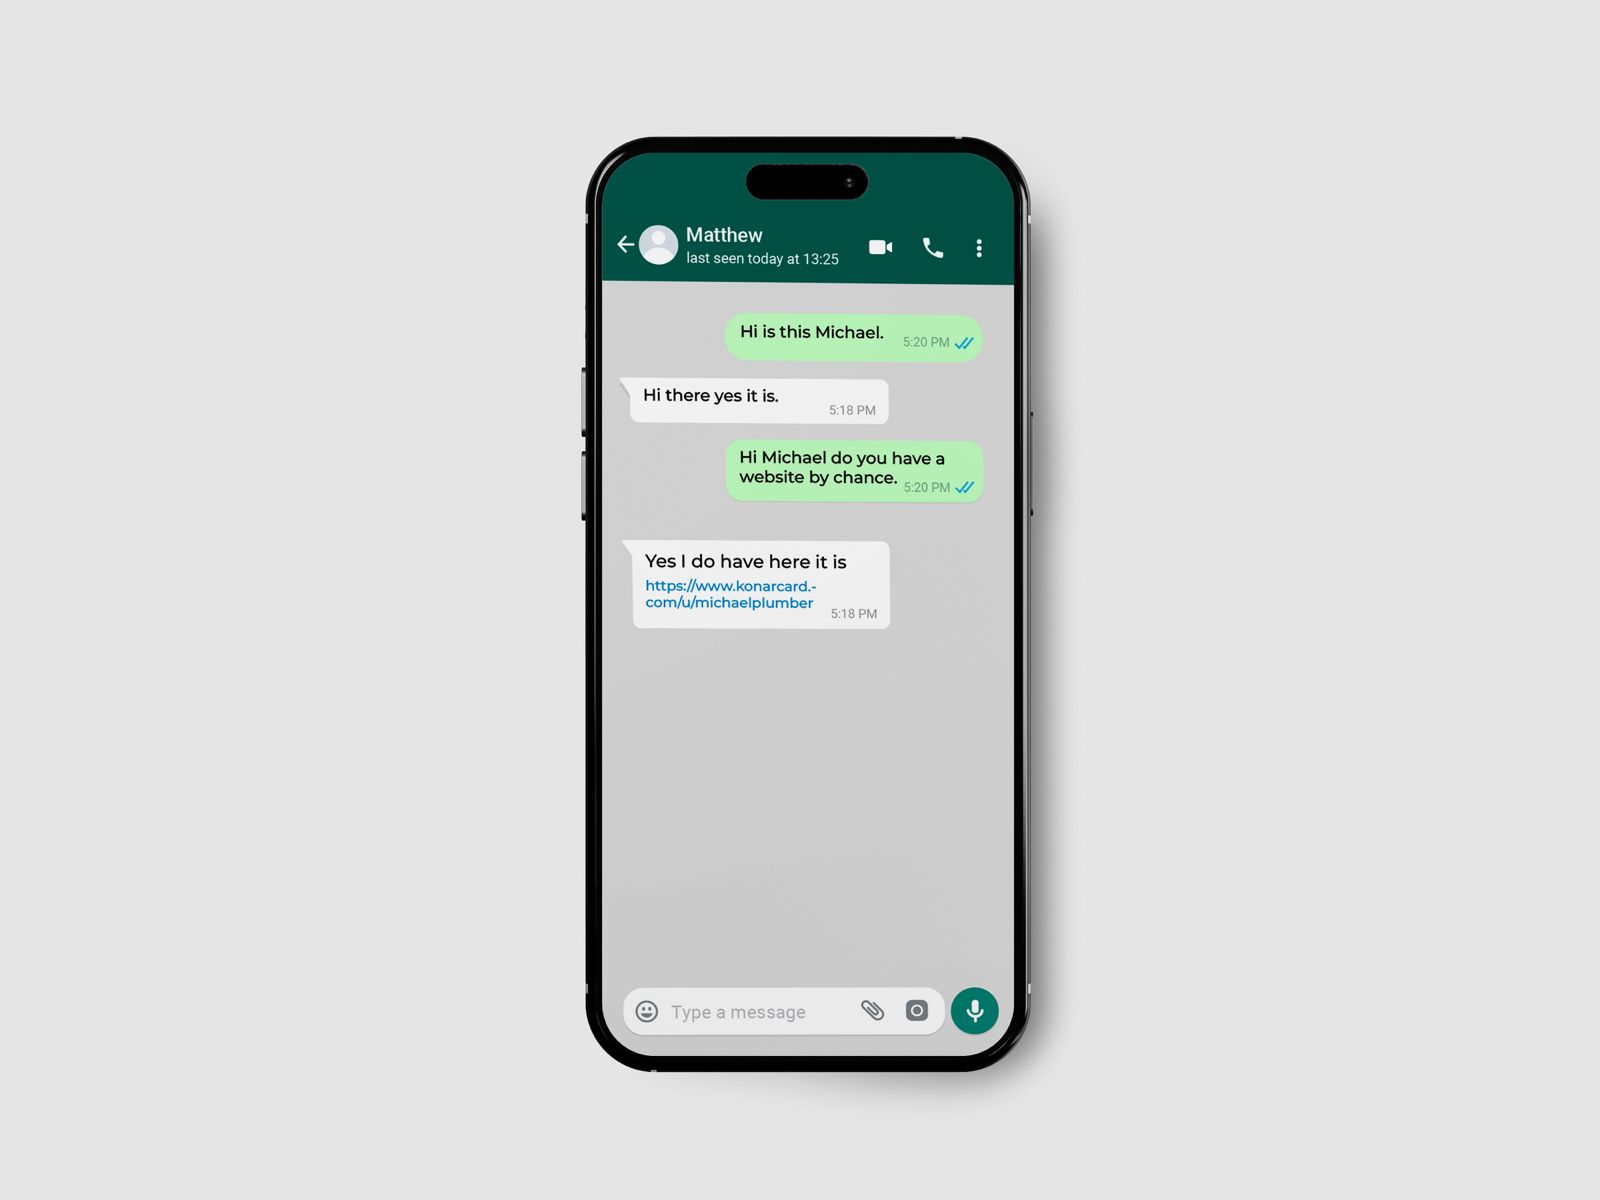 Matthew
last seen today at 13:25
Hi is this Michael.
5:20 PM
Hi there yes it is.
5:18 PM
Hi Michael do you have a
website by chance.
5:20 PM
Yes I do have here it is
https://www.konarcard.-
com/u/michaelplumber
5:18 PM
Type a message